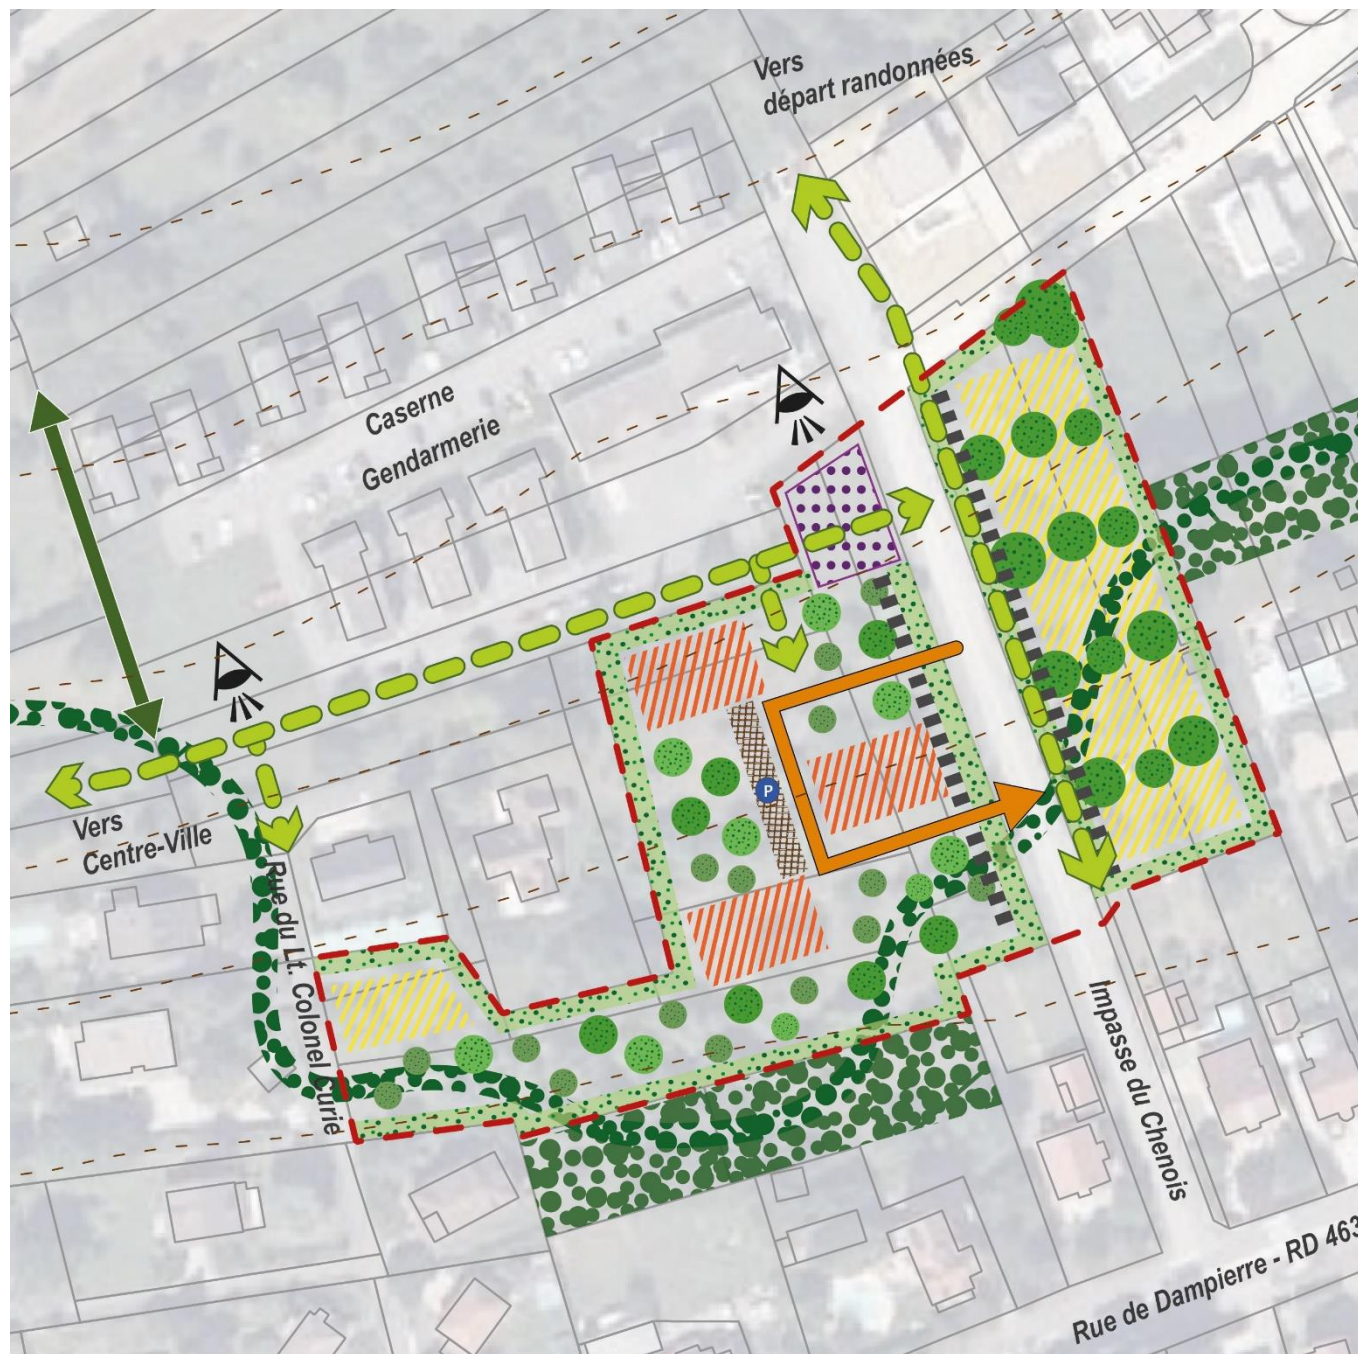 Vers
départ randonnées
Caserne
Gendarmerie
P
Vers
Centre-Ville
Rue du Lt. Colonel Curie
Impasse du Chenois
Rue de Dampierre - RD 463